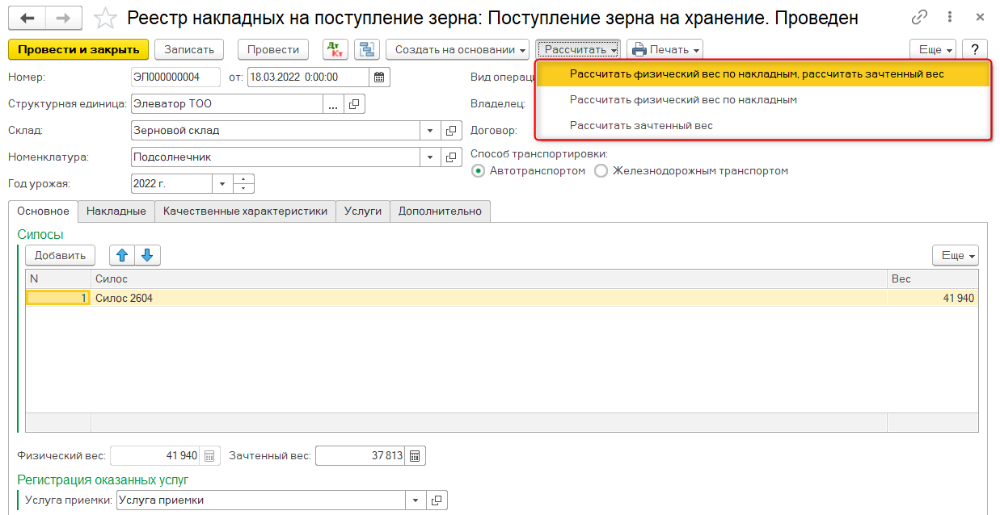 Реестр накладных на поступление зерна: Поступление зерна на хранение. Проведен
Провести и закрыть Записать Провести Дт Кт Создать на основании Рассчитать Печать Еще ?
Номер: ЭЛ000000004 от: 18.03.2022 0:00:00 Вид операци
Рассчитать физический вес по накладным, рассчитать зачтенный вес
Структурная единица: Элеватор ТОО ... Владелец:
Рассчитать физический вес по накладным
Склад: Зерновой склад Договор:
Рассчитать зачтенный вес
Номенклатура: Подсолнечник Способ транспортировки:
Автотранспортом Железнодорожным транспортом
Год урожая: 2022 г.
Основное Накладные Качественные характеристики Услуги Дополнительно
Силосы
Добавить Еще
N Силос Вес
1 Силос 2604 41 940
Физический вес: 41 940 Зачтенный вес: 37 813
Регистрация оказанных услуг
Услуга приемки: Услуга приемки